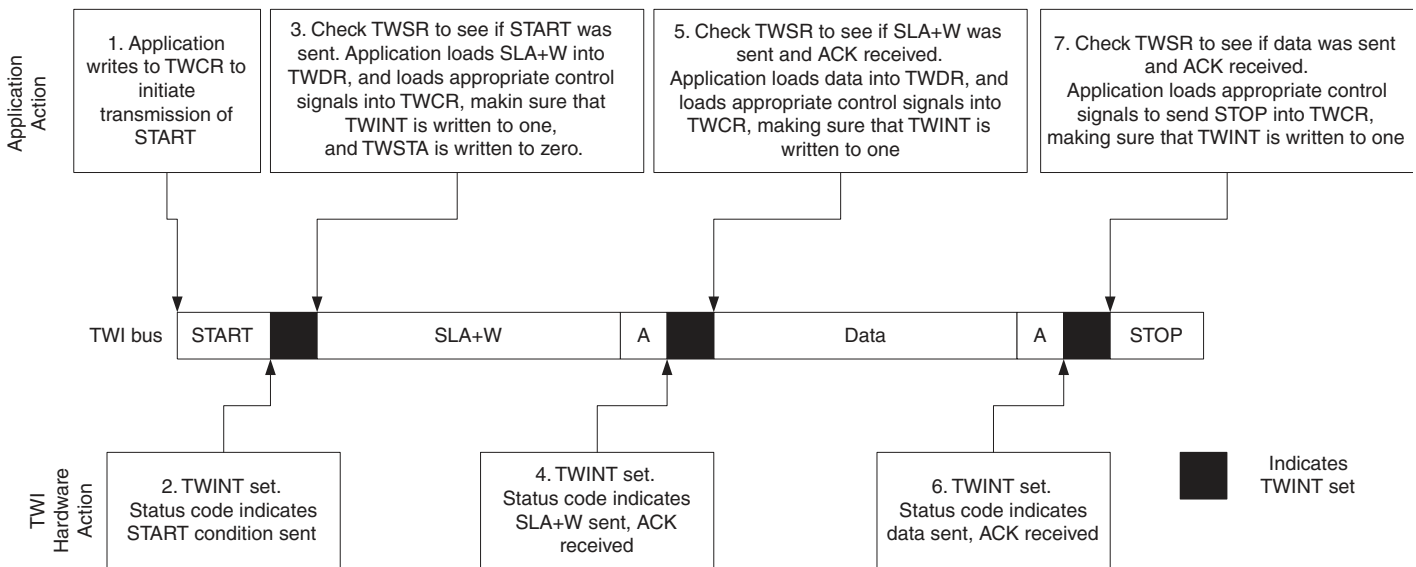 Application
Action
1. Application
writes to TWCR to
initiate
transmission of
START
3. Check TWSR to see if START was
sent. Application loads SLA+W into
TWDR, and loads appropriate control
signals into TWCR, makin sure that
TWINT is written to one,
and TWSTA is written to zero.
5. Check TWSR to see if SLA+W was
sent and ACK received.
Application loads data into TWDR, and
loads appropriate control signals into
TWCR, making sure that TWINT is
written to one
7. Check TWSR to see if data was sent
and ACK received.
Application loads appropriate control
signals to send STOP into TWCR,
making sure that TWINT is written to one
TWI bus
START
SLA+W
A
Data
A
STOP
TWI
Hardware
Action
2. TWINT set.
Status code indicates
START condition sent
4. TWINT set.
Status code indicates
SLA+W sent, ACK
received
6. TWINT set.
Status code indicates
data sent, ACK received
Indicates
TWINT set